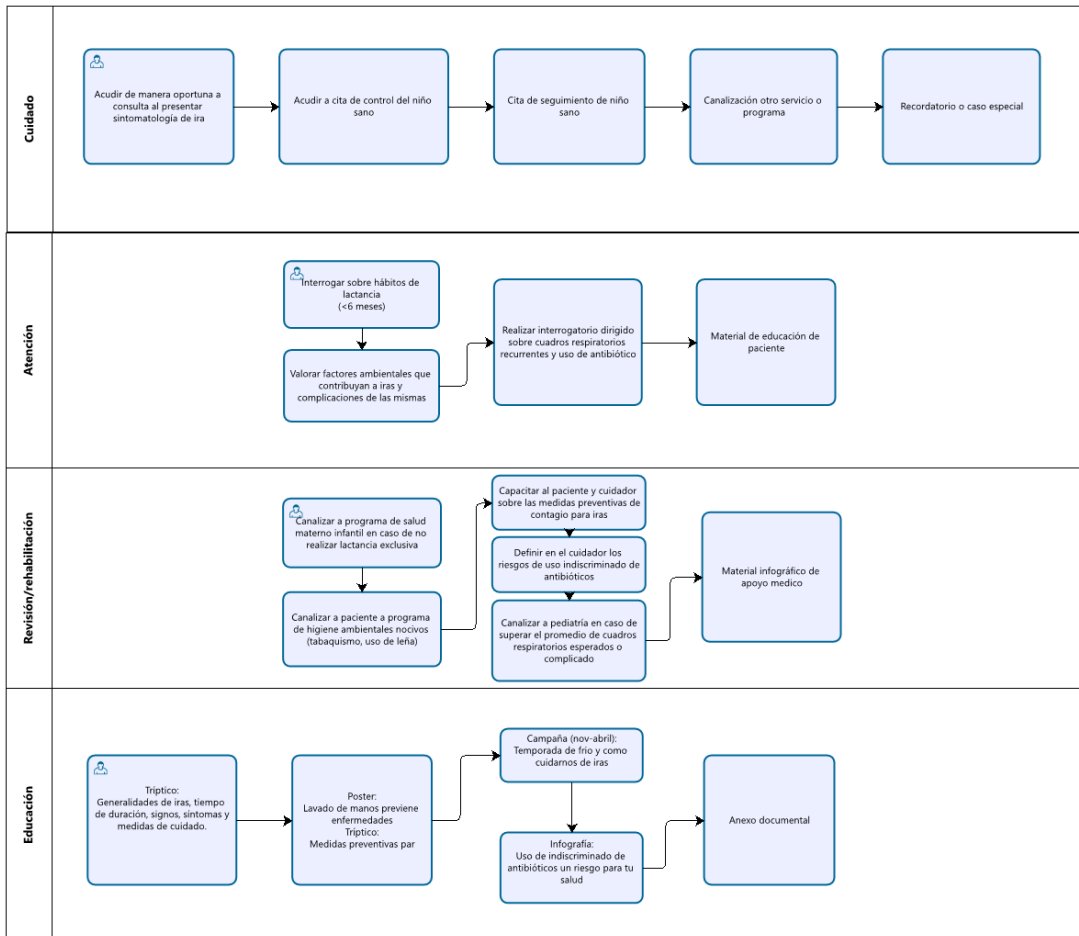 Cuidado
Acudir de manera oportuna a
consulta al presentar
sintomatología de ira
Acudir a cita de control del niño
sano
Cita de seguimiento de niño
sano
Canalización otro servicio o
programa
Recordatorio o caso especial
Atención
Interrogar sobre hábitos de
lactancia
(<6 meses)
Valorar factores ambientales que
contribuyan a iras y
complicaciones de las mismas
Realizar interrogatorio dirigido
sobre cuadros respiratorios
recurrentes y uso de antibiótico
Material de educación de
paciente
Revisión/rehabilitación
Canalizar a programa de salud
materno infantil en caso de no
realizar lactancia exclusiva
Canalizar a paciente a programa
de higiene ambientales nocivos
(tabaquismo, uso de leña)
Capacitar al paciente y cuidador
sobre las medidas preventivas de
contagio para iras
Definir en el cuidador los
riesgos de uso indiscriminado de
antibióticos
Canalizar a pediatría en caso de
superar el promedio de cuadros
respiratorios esperados o
complicado
Material infográfico de
apoyo medico
Educación
Tríptico:
Generalidades de iras, tiempo
de duración, signos, síntomas y
medidas de cuidado.
Poster:
Lavado de manos previene
enfermedades
Tríptico:
Medidas preventivas par
Campaña (nov-abril):
Temporada de frio y como
cuidarnos de iras
Infografía:
Uso de indiscriminado de
antibióticos un riesgo para tu
salud
Anexo documental